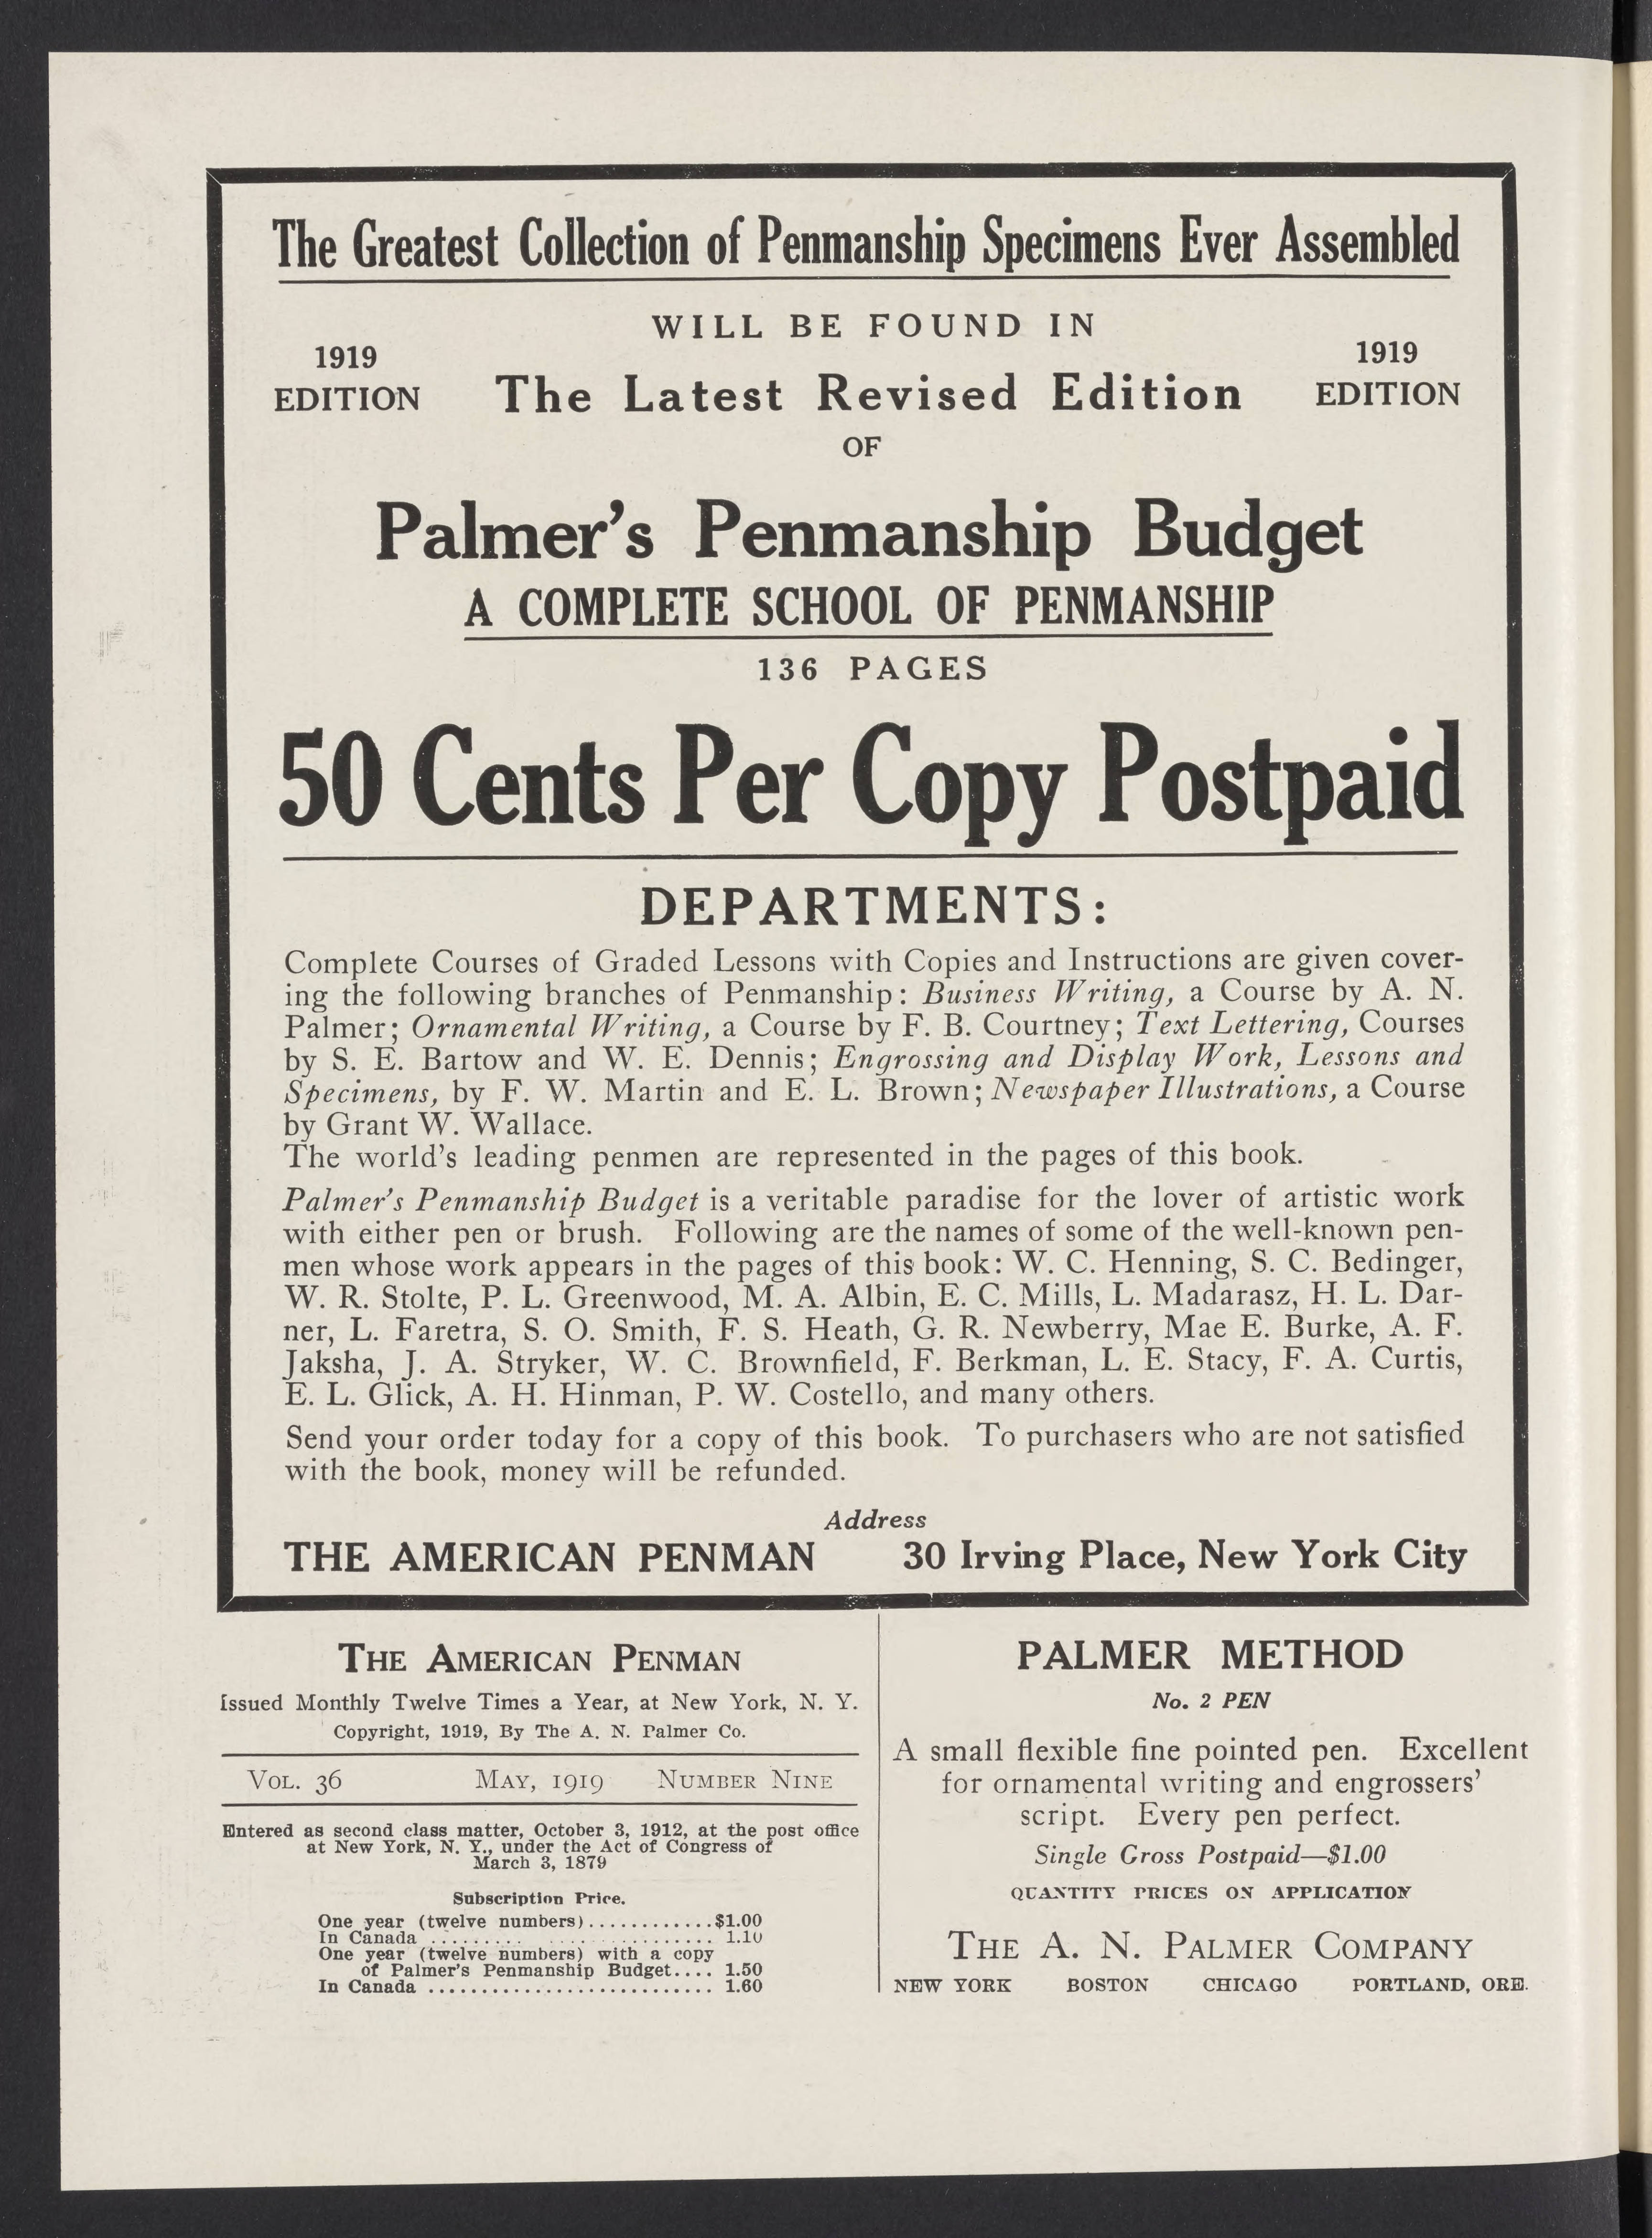 The Greatest Collection of Penmanship Specimens Ever Assembled
WILL BE FOUND IN
1919
EDITION
The Latest Revised Edition
1919
EDITION
OF
Palmer's Penmanship Budget
A COMPLETE SCHOOL OF PENMANSHIP
136 PAGES
50 Cents Per Copy Postpaid
DEPARTMENTS:
Complete Courses of Graded Lessons with Copies and Instructions are given cover-
ing the following branches of Penmanship: Business Writing, a Course by A. N.
Palmer; Ornamental Writing, a Course by F. B. Courtney; Text Lettering, Courses
by S. E. Bartow and W. E. Dennis; Engrossing and Display Work, Lessons and
Specimens, by F. W. Martin and E. L. Brown; Newspaper Illustrations, a Course
by Grant W. Wallace.
The world's leading penmen are represented in the pages of this book.
Palmer's Penmanship Budget is a veritable paradise for the lover of artistic work
with either pen or brush. Following are the names of some of the well-known pen-
men whose work appears in the pages of this book: W. C. Henning, S. C. Bedinger,
W. R. Stolte, P. L. Greenwood, M. A. Albin, E. C. Mills, L. Madarasz, H. L. Dar-
ner, L. Faretra, S. O. Smith, F. S. Heath, G. R. Newberry, Mae E. Burke, A. F.
Jaksha, J. A. Stryker, W. C. Brownfield, F. Berkman, L. E. Stacy, F. A. Curtis,
E. L. Glick, A. H. Hinman, P. W. Costello, and many others.
Send your order today for a copy of this book. To purchasers who are not satisfied
with the book, money will be refunded.
Address
THE AMERICAN PENMAN 30 Irving Place, New York City
THE AMERICAN PENMAN
Issued Monthly Twelve Times a Year, at New York, N. Y.
Copyright, 1919, By The A. N. Palmer Co.
VOL. 36 MAY, 1919 NUMBER NINE
Entered as second class matter, October 3, 1912, at the post office
at New York, N. Y., under the Act of Congress of
March 3, 1879
Subscription Price.
One year (twelve numbers)............$1.00
In Canada ........................... 1.10
One year (twelve numbers) with a copy
of Palmer's Penmanship Budget.... 1.50
In Canada ........................... 1.60
PALMER METHOD
No. 2 PEN
A small flexible fine pointed pen. Excellent
for ornamental writing and engrossers'
script. Every pen perfect.
Single Gross Postpaid—$1.00
QUANTITY PRICES ON APPLICATION
THE A. N. PALMER COMPANY
NEW YORK BOSTON CHICAGO PORTLAND, ORE.